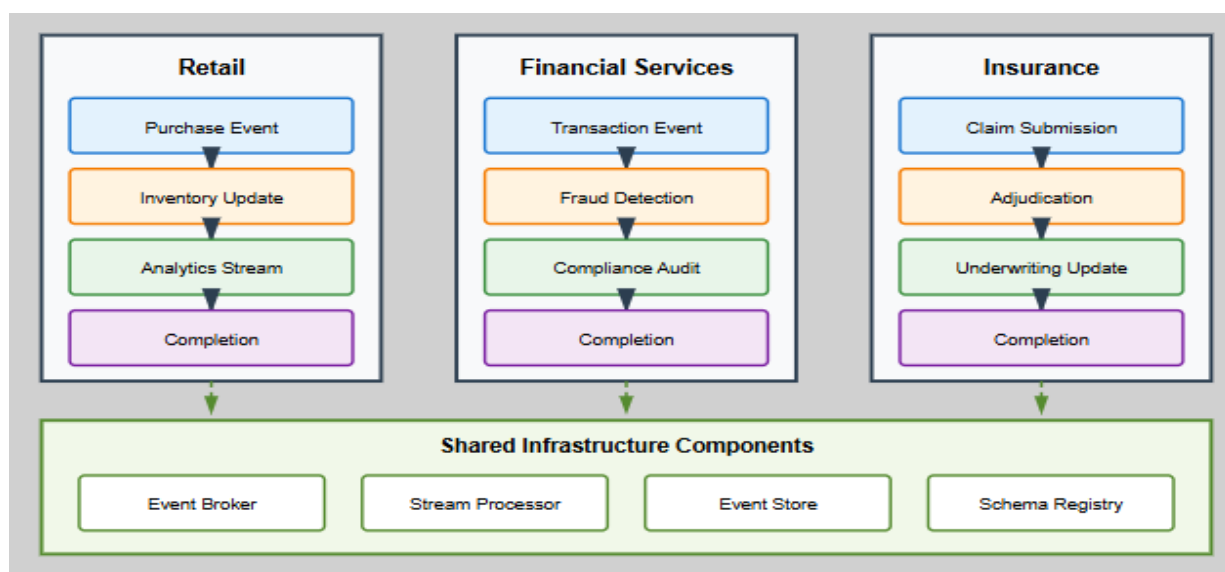 Retail
Purchase Event
Inventory Update
Analytics Stream
Completion
Financial Services
Transaction Event
Fraud Detection
Compliance Audit
Completion
Insurance
Claim Submission
Adjudication
Underwriting Update
Completion
Shared Infrastructure Components
Event Broker
Stream Processor
Event Store
Schema Registry